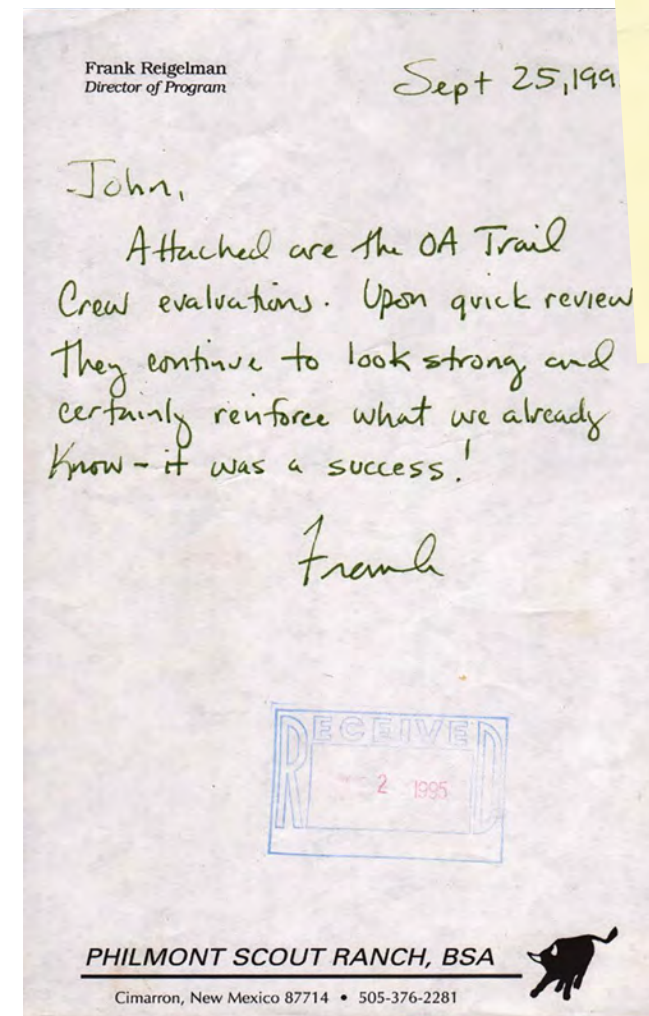 Frank Reigelman
Director of Program
Sept 25, 199
John,
Attached are the OA Trail
Crew evaluations. Upon quick review
they continue to look strong and
certainly reinforce what we already
know - it was a success!
Frank
RECEIVED
2 1995
PHILMONT SCOUT RANCH, BSA
Cimarron, New Mexico 87714 • 505-376-2281